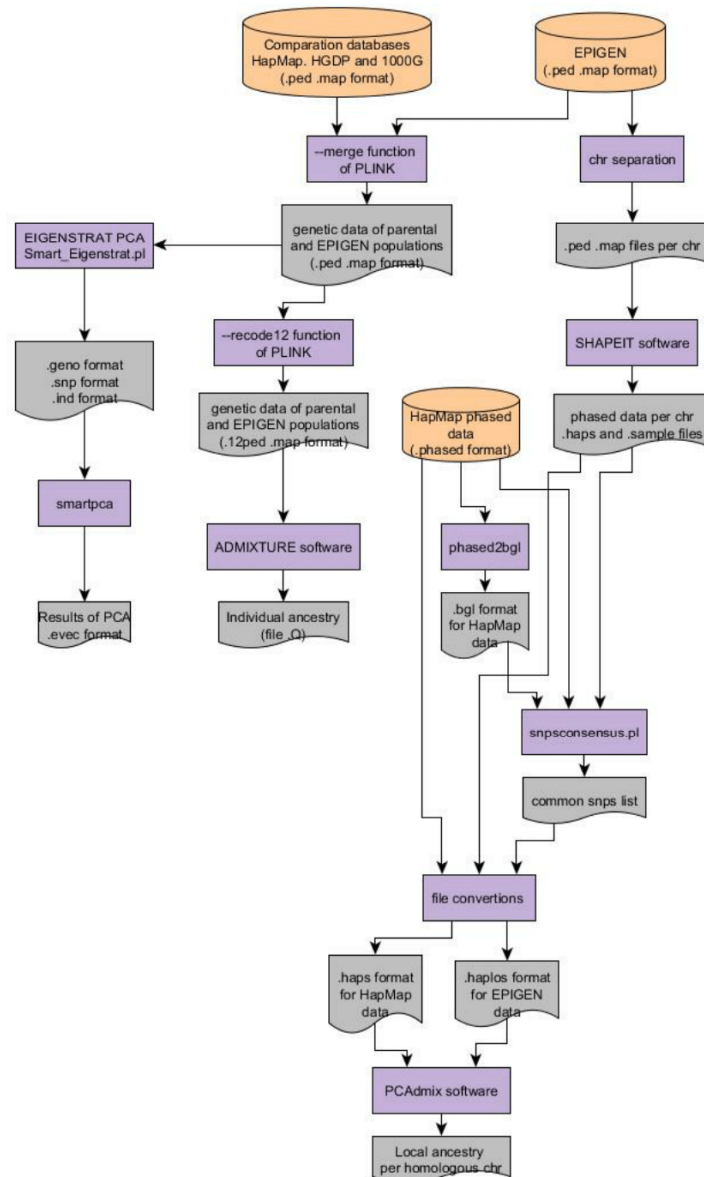 Comparation databases
HapMap. HGDP and 1000G
(.ped .map format)
EPIGEN
(.ped .map format)
--merge function
of PLINK
chr separation
EIGENSTRAT PCA
Smart_Eigenstrat.pl
genetic data of parental
and EPIGEN populations
(.ped .map format)
.ped .map files per chr
--recode12 function
of PLINK
SHAPEIT software
.geno format
.snp format
.ind format
genetic data of parental
and EPIGEN populations
(.12ped .map format)
HapMap phased
data
(.phased format)
phased data per chr
.haps and .sample files
smartpca
ADMIXTURE software
phased2bgl
Results of PCA
.evec format
Individual ancestry
(file .Q)
.bgl format
for HapMap
data
snpsconsensus.pl
common snps list
file convertions
.haps format
for HapMap
data
.haplos format
for EPIGEN
data
PCAdmix software
Local ancestry
per homologous chr